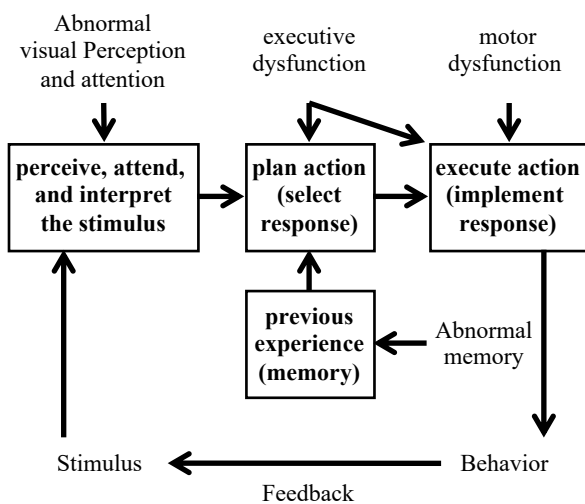 Abnormal
visual Perception
and attention
executive
dysfunction
motor
dysfunction
perceive, attend,
and interpret
the stimulus
plan action
(select
response)
execute action
(implement
response)
previous
experience
(memory)
Abnormal
memory
Stimulus
Behavior
Feedback